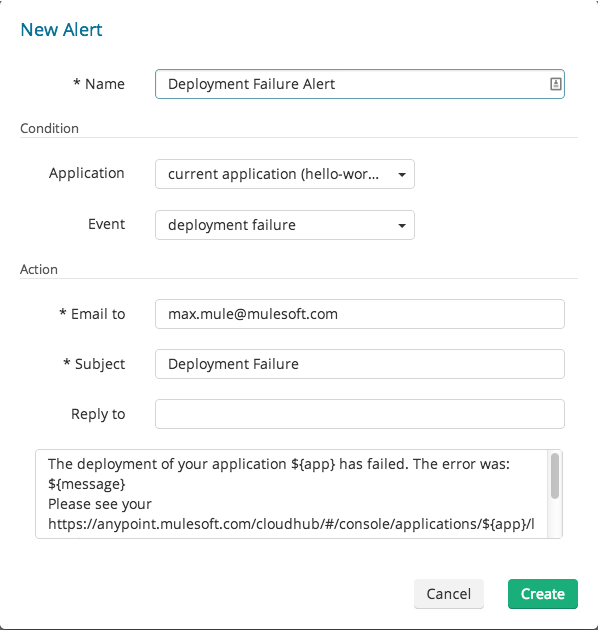 New Alert
* Name Deployment Failure Alert
Condition
Application current application (hello-wor...
Event deployment failure
Action
* Email to max.mule@mulesoft.com
* Subject Deployment Failure
Reply to
The deployment of your application ${app} has failed. The error was:
${message}
Please see your
https://anypoint.mulesoft.com/cloudhub/#/console/applications/${app}/l
Cancel Create